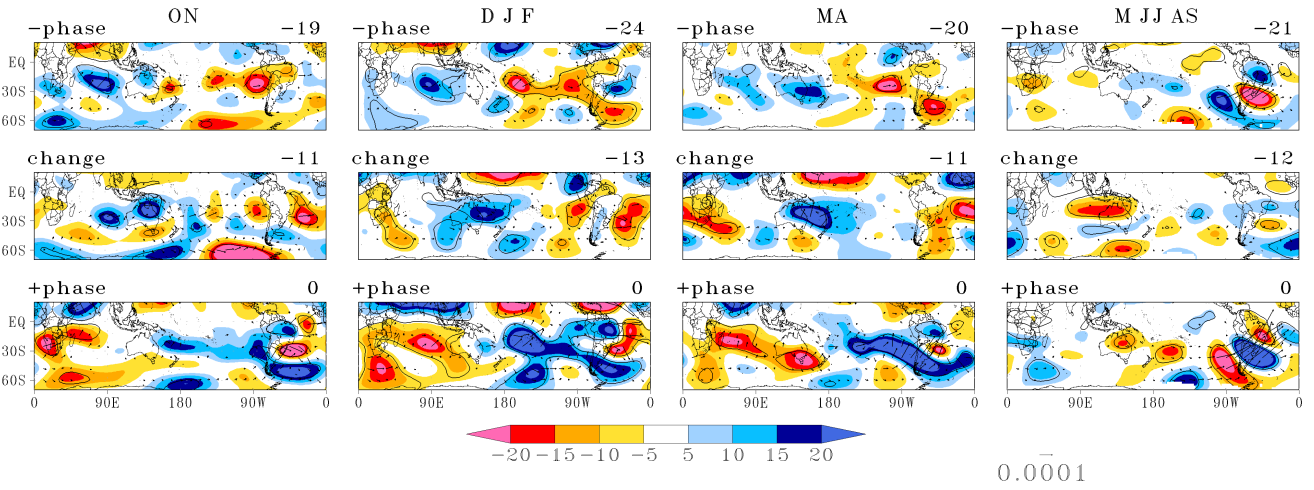 ON D J F MA M J J A S
−phase −19 −phase −24 −phase −20 −phase −21
EQ
30S
60S
change −11 change −13 change −11 change −12
EQ
30S
60S
+phase 0 +phase 0 +phase 0 +phase 0
EQ
30S
60S
0 90E 180 90W 0 0 90E 180 90W 0 0 90E 180 90W 0 0 90E 180 90W 0
−20 −15 −10 −5 5 10 15 20
0.0001